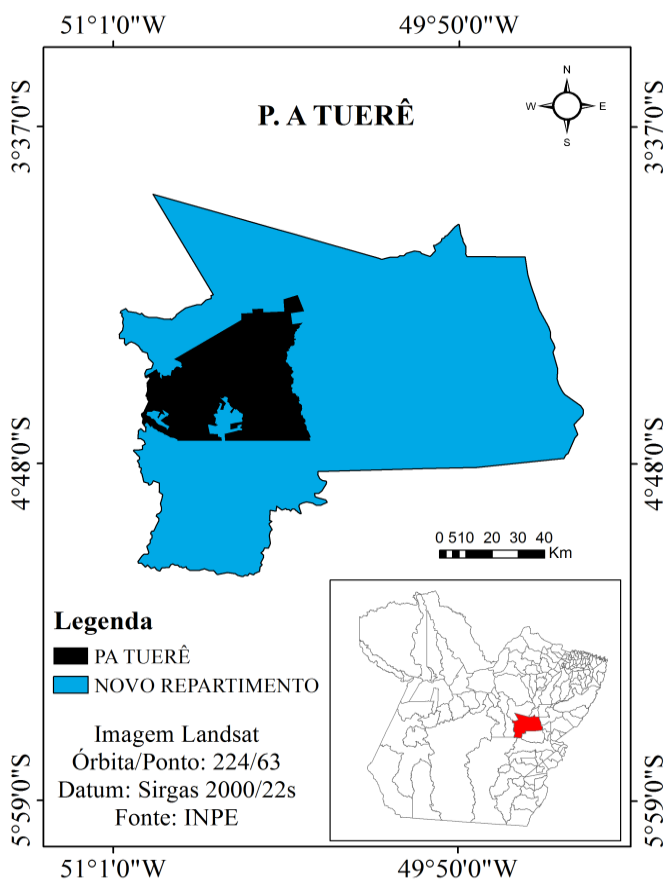 51°1'0"W 49°50'0"W
P. A TUERÊ
N
W E
S
3°37'0"S 3°37'0"S
4°48'0"S 4°48'0"S
0 510 20 30 40
Km
Legenda
PA TUERÊ
NOVO REPARTIMENTO
Imagem Landsat
Órbita/Ponto: 224/63
Datum: Sirgas 2000/22s
Fonte: INPE
5°59'0"S 5°59'0"S
51°1'0"W 49°50'0"W